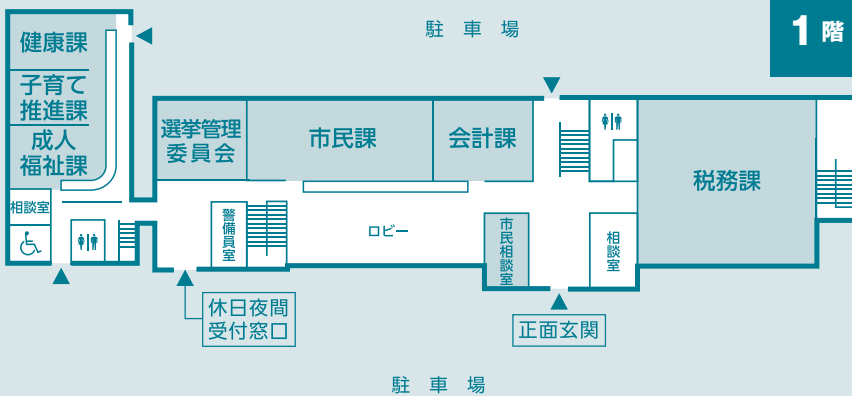 駐車場
1階
健康課
子育て
推進課
成人
福祉課
相談室
選挙管理
委員会
市民課
会計課
税務課
警備員室
ロビー
市民相談室
相談室
休日夜間
受付窓口
正面玄関
駐車場